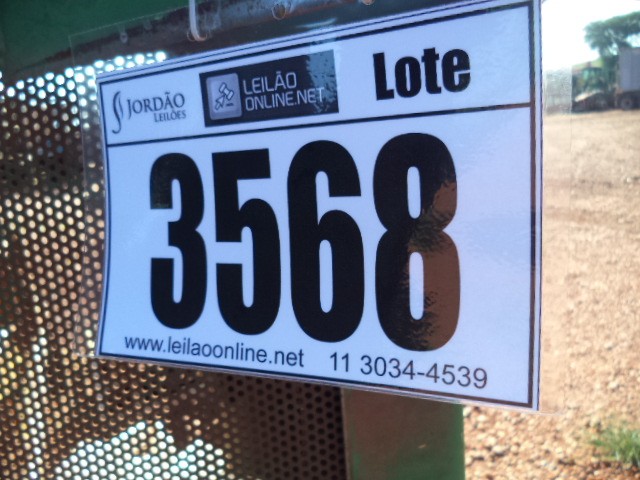 JORDÃO
LEILÕES
LEILÃO
ONLINE.NET
Lote
3568
www.leilaoonline.net 11 3034-4539